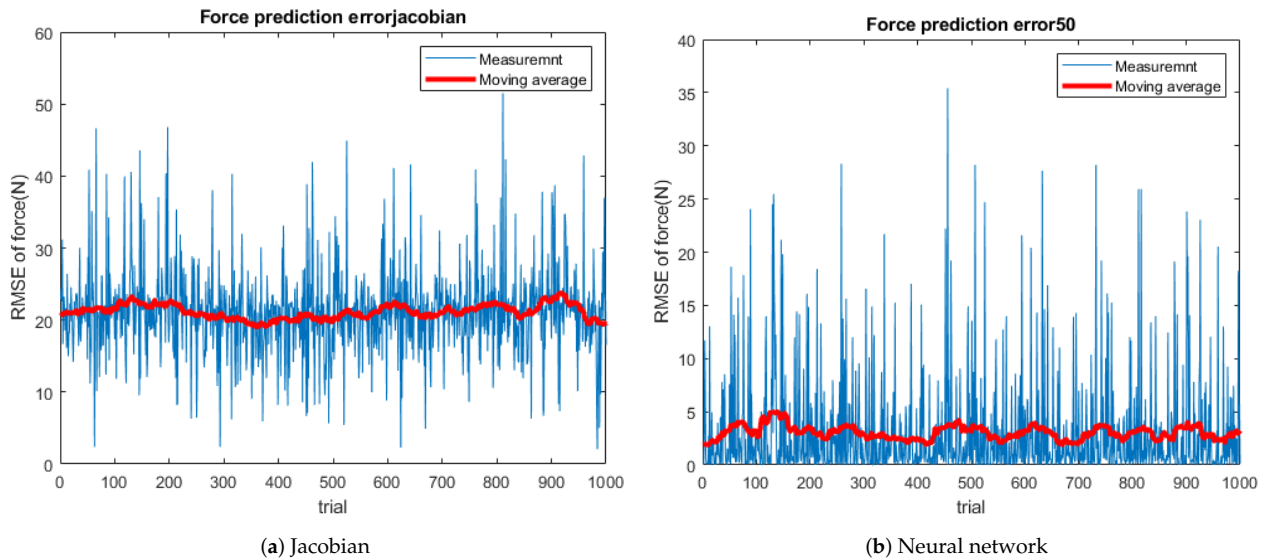 Force prediction errorjacobian
60
50
40
30
20
10
0
RMSE of force(N)
Measuremnt
Moving average
0 100 200 300 400 500 600 700 800 900 1000
trial
(a) Jacobian
Force prediction error50
40
35
30
25
20
15
10
5
0
RMSE of force(N)
Measuremnt
Moving average
0 100 200 300 400 500 600 700 800 900 1000
trial
(b) Neural network